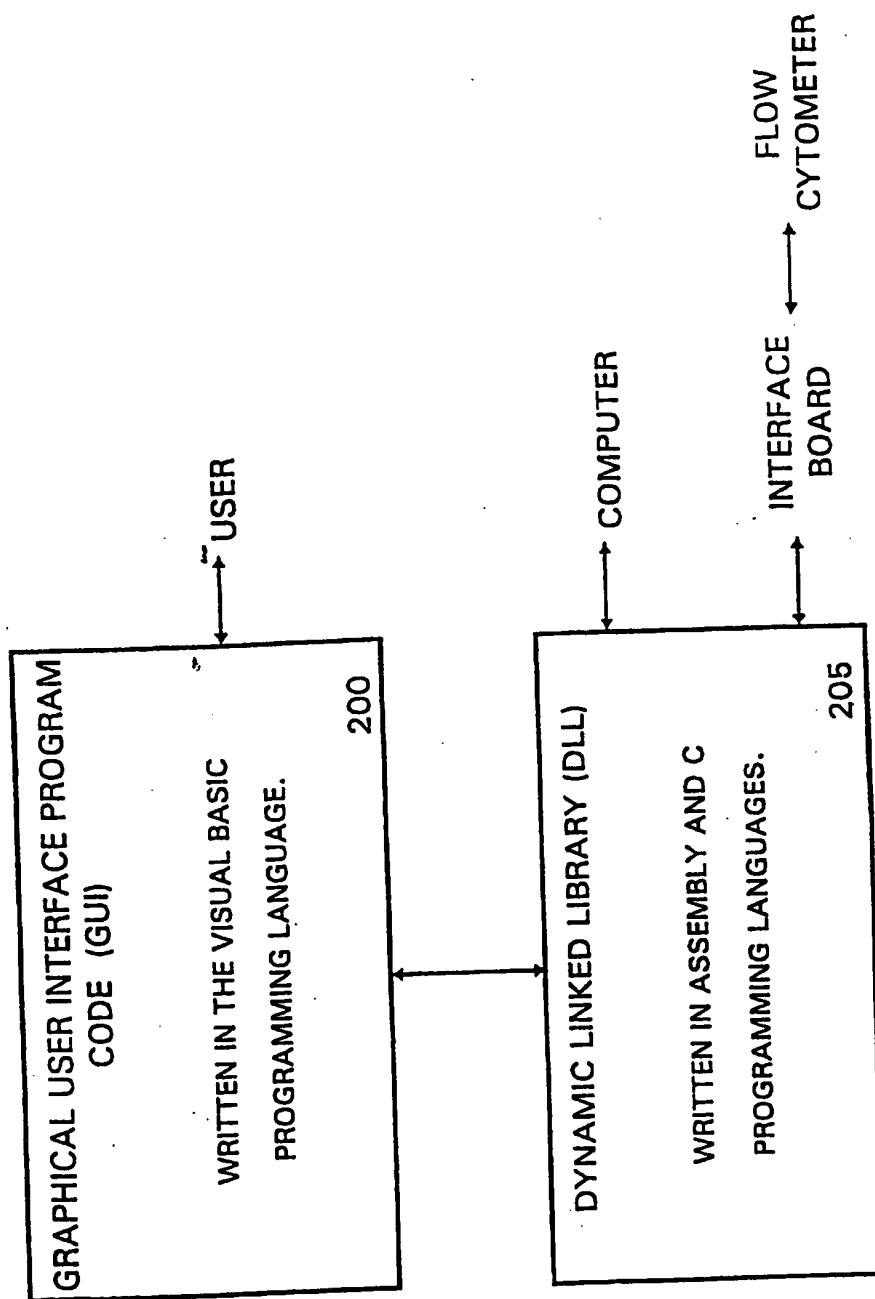 GRAPHICAL USER INTERFACE PROGRAM
CODE (GUI)
WRITTEN IN THE VISUAL BASIC
PROGRAMMING LANGUAGE.
200
USER
DYNAMIC LINKED LIBRARY (DLL)
WRITTEN IN ASSEMBLY AND C
PROGRAMMING LANGUAGES.
205
COMPUTER
INTERFACE
BOARD
FLOW
CYTOMETER